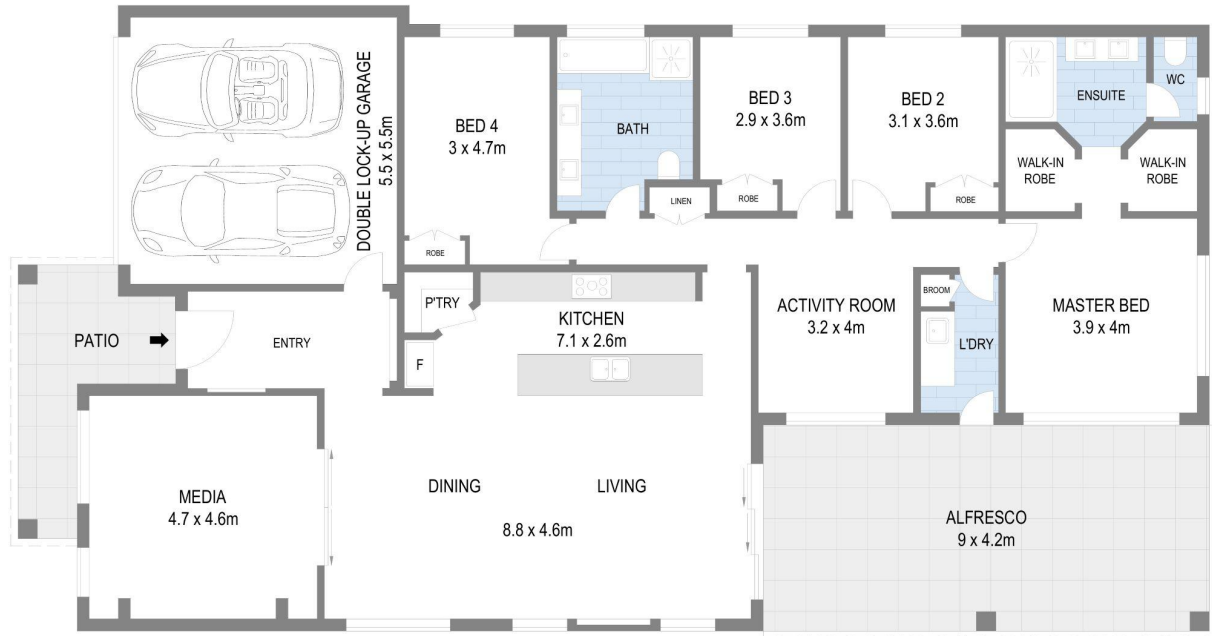 DOUBLE LOCK-UP GARAGE
5.5 x 5.5m
BED 4
3 x 4.7m
ROBE
BATH
LINEN
BED 3
2.9 x 3.6m
ROBE
BED 2
3.1 x 3.6m
ROBE
ENSUITE
WC
WALK-IN
ROBE
WALK-IN
ROBE
PATIO
ENTRY
P'TRY
F
KITCHEN
7.1 x 2.6m
ACTIVITY ROOM
3.2 x 4m
BROOM
L'DRY
MASTER BED
3.9 x 4m
MEDIA
4.7 x 4.6m
DINING
LIVING
8.8 x 4.6m
ALFRESCO
9 x 4.2m